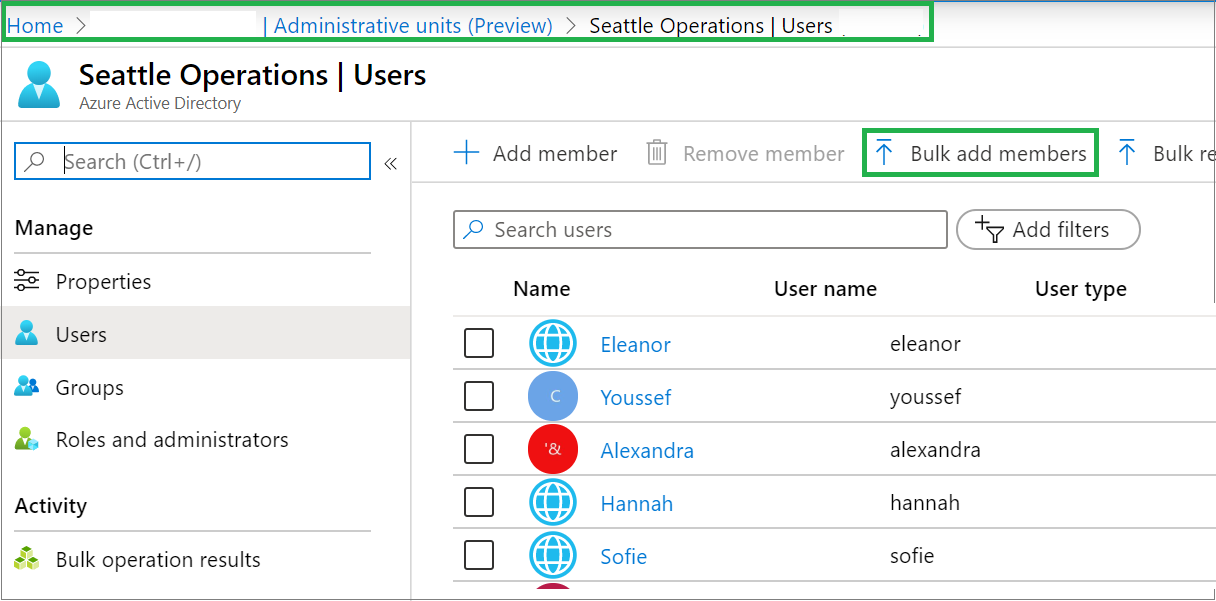 Home > | Administrative units (Preview) > Seattle Operations | Users
Seattle Operations | Users
Azure Active Directory
Search (Ctrl+/)
«
Manage
Properties
Users
Groups
Roles and administrators
Activity
Bulk operation results
+ Add member Remove member Bulk add members Bulk re
Search users Add filters
Name User name User type
Eleanor eleanor
C Youssef youssef
'& Alexandra alexandra
Hannah hannah
Sofie sofie